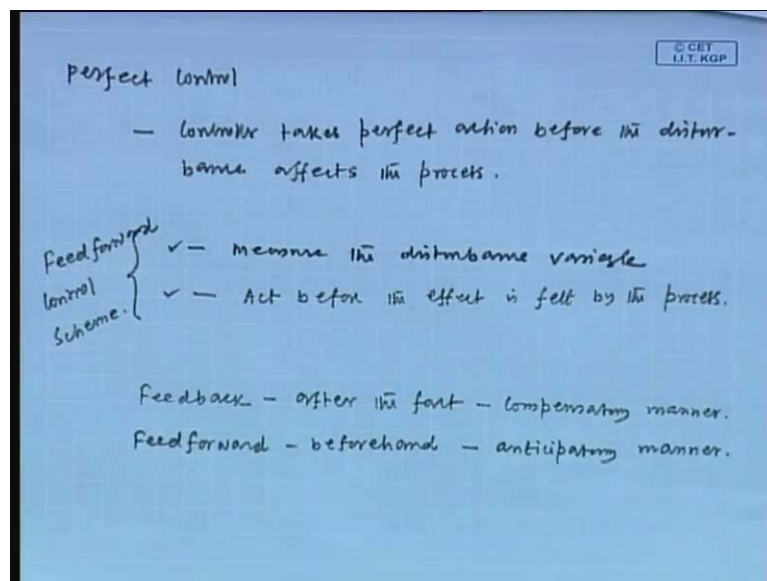 © CET
I.I.T. KGP
Perfect Control
- Controller takes perfect action before the distur-
bance affects the process.
Feedforward
Control
Scheme.
✓ - Measure the disturbance variable
✓ - Act before the effect is felt by the process.
Feedback - after the fact - compensatory manner.
Feedforward - beforehand - anticipatory manner.